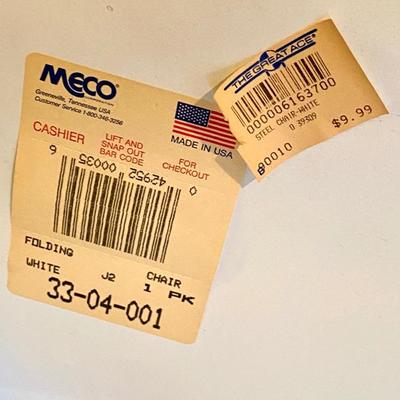 MECO
CORPORATION
Greeneville, Tennessee USA
Customer Service 1-800-346-3256
MADE IN USA
CASHIER
LIFT AND
SNAP OUT
BAR CODE
FOR
CHECKOUT
0 42952 00035 6
FOLDING
WHITE J2 CHAIR
1 PK
33-04-001
THE GREAT ACE®
000006163700
STEEL CHAIR-WHITE
0 39309
$9.99
00010